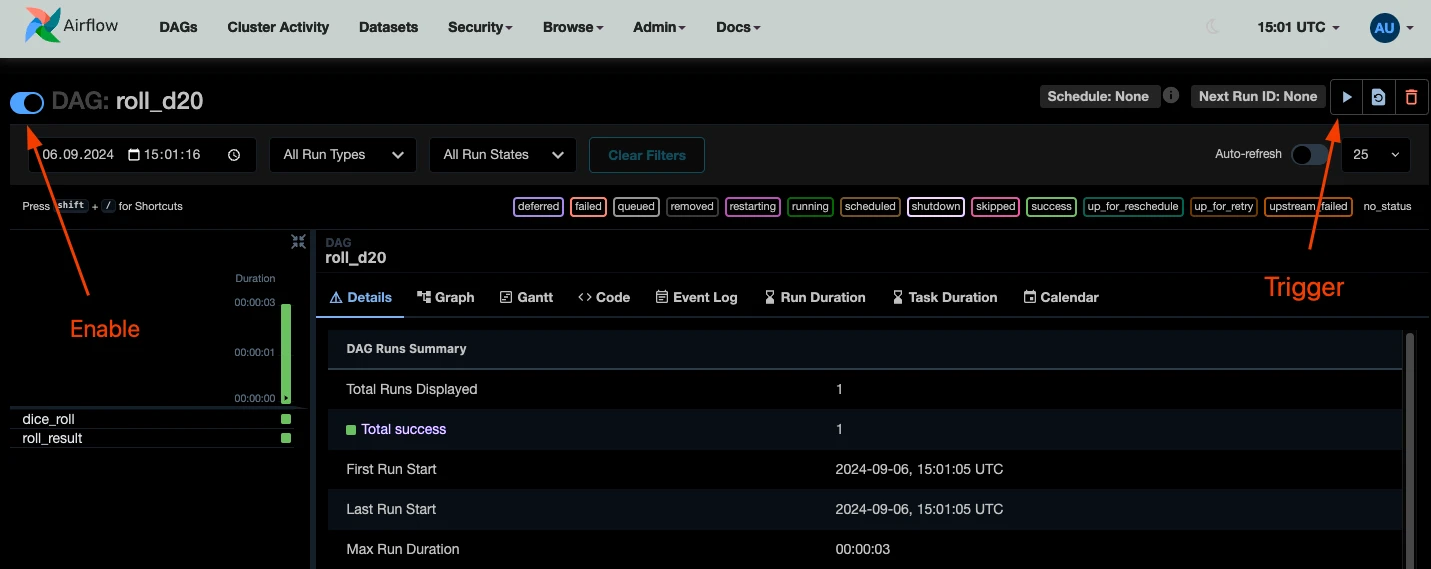 Airflow DAGs Cluster Activity Datasets Security Browse Admin Docs 15:01 UTC AU
DAG: roll_d20 Schedule: None Next Run ID: None
06.09.2024 15:01:16 All Run Types All Run States Clear Filters Auto-refresh 25
Press shift + / for Shortcuts deferred failed queued removed restarting running scheduled shutdown skipped success up_for_reschedule up_for_retry upstream_failed no_status
DAG
roll_d20
Duration
00:00:03
00:00:01
00:00:00
Enable
Trigger
dice_roll
roll_result
Details Graph Gantt Code Event Log Run Duration Task Duration Calendar
DAG Runs Summary
Total Runs Displayed 1
Total success 1
First Run Start 2024-09-06, 15:01:05 UTC
Last Run Start 2024-09-06, 15:01:05 UTC
Max Run Duration 00:00:03